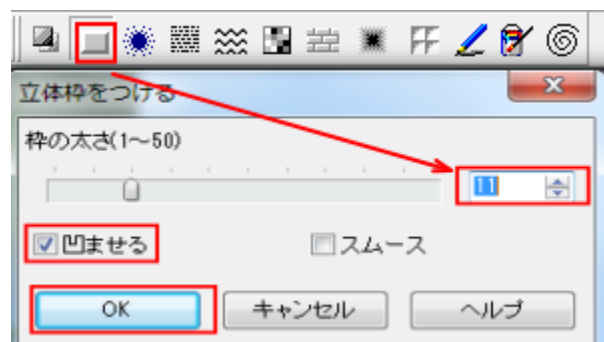 立体枠をつける
枠の太さ(1～50)
11
凹ませる
スムース
OK
キャンセル
ヘルプ